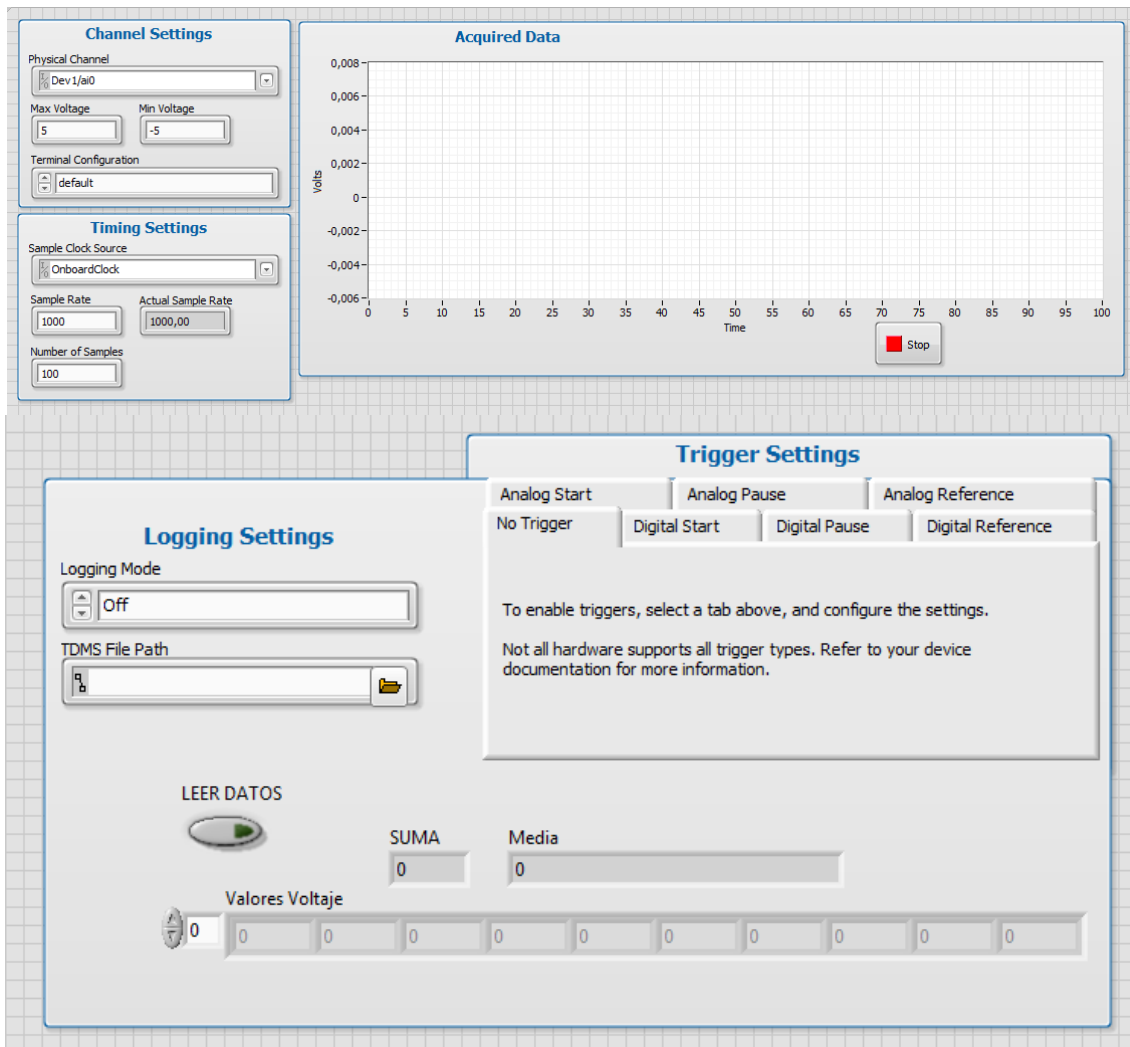 Channel Settings
Physical Channel
Dev1/ai0
Max Voltage Min Voltage
5 -5
Terminal Configuration
default
Timing Settings
Sample Clock Source
OnboardClock
Sample Rate Actual Sample Rate
1000 1000,00
Number of Samples
100
Acquired Data
0,008
0,006
0,004
0,002
0
-0,002
-0,004
-0,006
Volts
0 5 10 15 20 25 30 35 40 45 50 55 60 65 70 75 80 85 90 95 100
Time
Stop
Trigger Settings
Analog Start Analog Pause Analog Reference
No Trigger Digital Start Digital Pause Digital Reference
To enable triggers, select a tab above, and configure the settings.
Not all hardware supports all trigger types. Refer to your device
documentation for more information.
Logging Settings
Logging Mode
Off
TDMS File Path
LEER DATOS
SUMA Media
0 0
Valores Voltaje
0 0 0 0 0 0 0 0 0 0 0